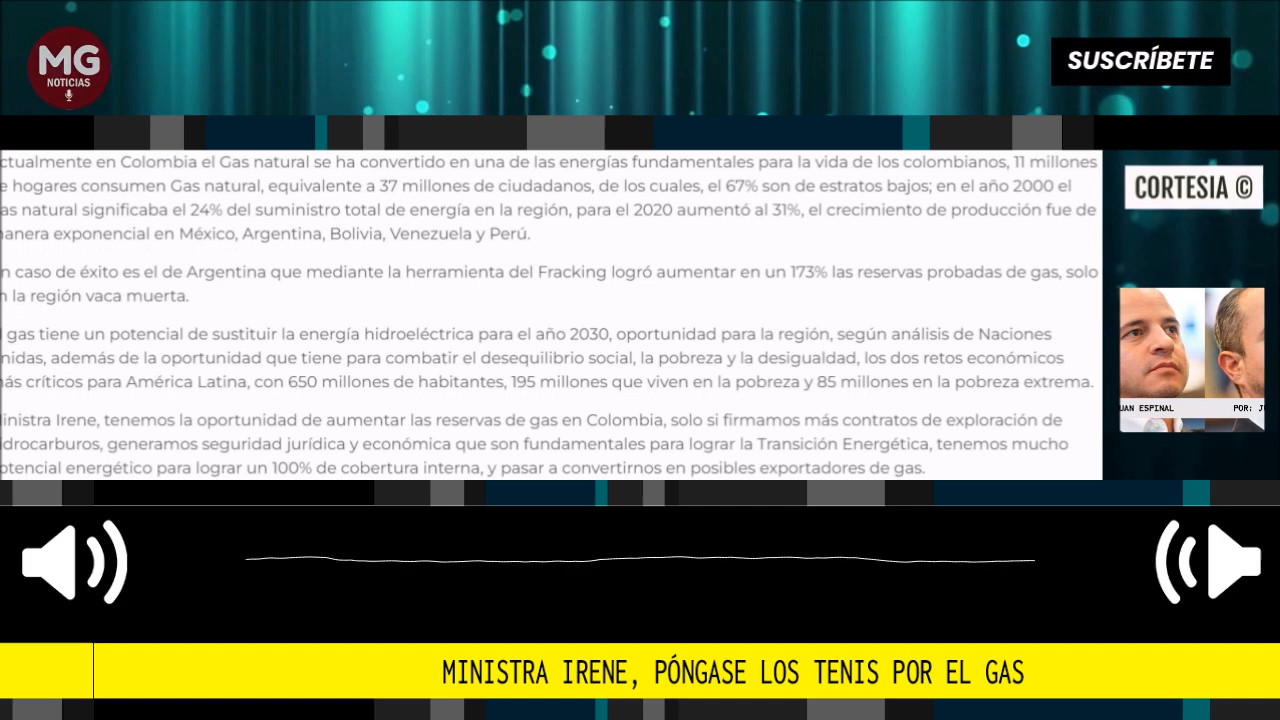 MG
NOTICIAS
SUSCRÍBETE
ctualmente en Colombia el Gas natural se ha convertido en una de las energías fundamentales para la vida de los colombianos, 11 millones
e hogares consumen Gas natural, equivalente a 37 millones de ciudadanos, de los cuales, el 67% son de estratos bajos; en el año 2000 el
as natural significaba el 24% del suministro total de energía en la región, para el 2020 aumentó al 31%, el crecimiento de producción fue de
anera exponencial en México, Argentina, Bolivia, Venezuela y Perú.
n caso de éxito es el de Argentina que mediante la herramienta del Fracking logró aumentar en un 173% las reservas probadas de gas, solo
n la región vaca muerta.
l gas tiene un potencial de sustituir la energía hidroeléctrica para el año 2030, oportunidad para la región, según análisis de Naciones
nidas, además de la oportunidad que tiene para combatir el desequilibrio social, la pobreza y la desigualdad, los dos retos económicos
ás críticos para América Latina, con 650 millones de habitantes, 195 millones que viven en la pobreza y 85 millones en la pobreza extrema.
inistra Irene, tenemos la oportunidad de aumentar las reservas de gas en Colombia, solo si firmamos más contratos de exploración de
idrocarburos, generamos seguridad jurídica y económica que son fundamentales para lograr la Transición Energética, tenemos mucho
otencial energético para lograr un 100% de cobertura interna, y pasar a convertirnos en posibles exportadores de gas.
CORTESIA ©
UAN ESPINAL POR: JU
MINISTRA IRENE, PÓNGASE LOS TENIS POR EL GAS